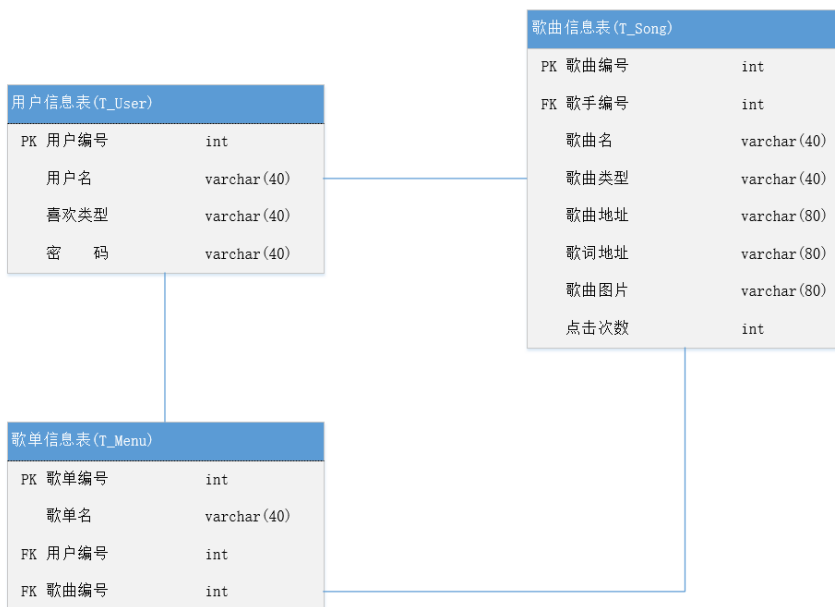 歌曲信息表(T_Song)
PK 歌曲编号 int
FK 歌手编号 int
歌曲名 varchar(40)
歌曲类型 varchar(40)
歌曲地址 varchar(80)
歌词地址 varchar(80)
歌曲图片 varchar(80)
点击次数 int
用户信息表(T_User)
PK 用户编号 int
用户名 varchar(40)
喜欢类型 varchar(40)
密 码 varchar(40)
歌单信息表(T_Menu)
PK 歌单编号 int
歌单名 varchar(40)
FK 用户编号 int
FK 歌曲编号 int